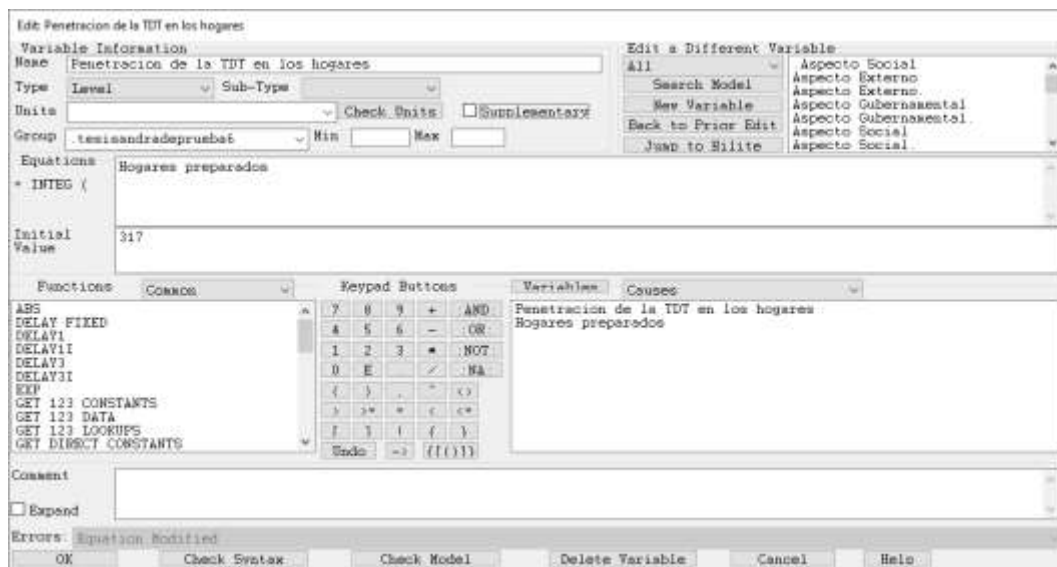 Edit: Penetracion de la TDT en los hogares
Variable Information
Name Penetracion de la TDT en los hogares
Type Level Sub-Type
Units Check Units Supplementary
Group .tesisandradeprueba6 Min Max
Edit a Different Variable
All
Search Model
New Variable
Back to Prior Edit
Jump to Hilite
Aspecto Social
Aspecto Externo
Aspecto Externo.
Aspecto Gubernamental
Aspecto Gubernamental.
Aspecto Social
Aspecto Social.
Equations
= INTEG (
Hogares preparados
Initial
Value
317
Functions Common
ABS
DELAY FIXED
DELAY1
DELAY1I
DELAY3
DELAY3I
EXP
GET 123 CONSTANTS
GET 123 DATA
GET 123 LOOKUPS
GET DIRECT CONSTANTS
Keypad Buttons
7 8 9 + :AND:
4 5 6 - :OR:
1 2 3 * :NOT:
0 E . / :NA:
( ) , ^ <>
> >= = < <=
[ ] ! { }
Undo -> {[()]}
Variables Causes
Penetracion de la TDT en los hogares
Hogares preparados
Comment
Expand
Errors: Equation Modified
OK Check Syntax Check Model Delete Variable Cancel Help